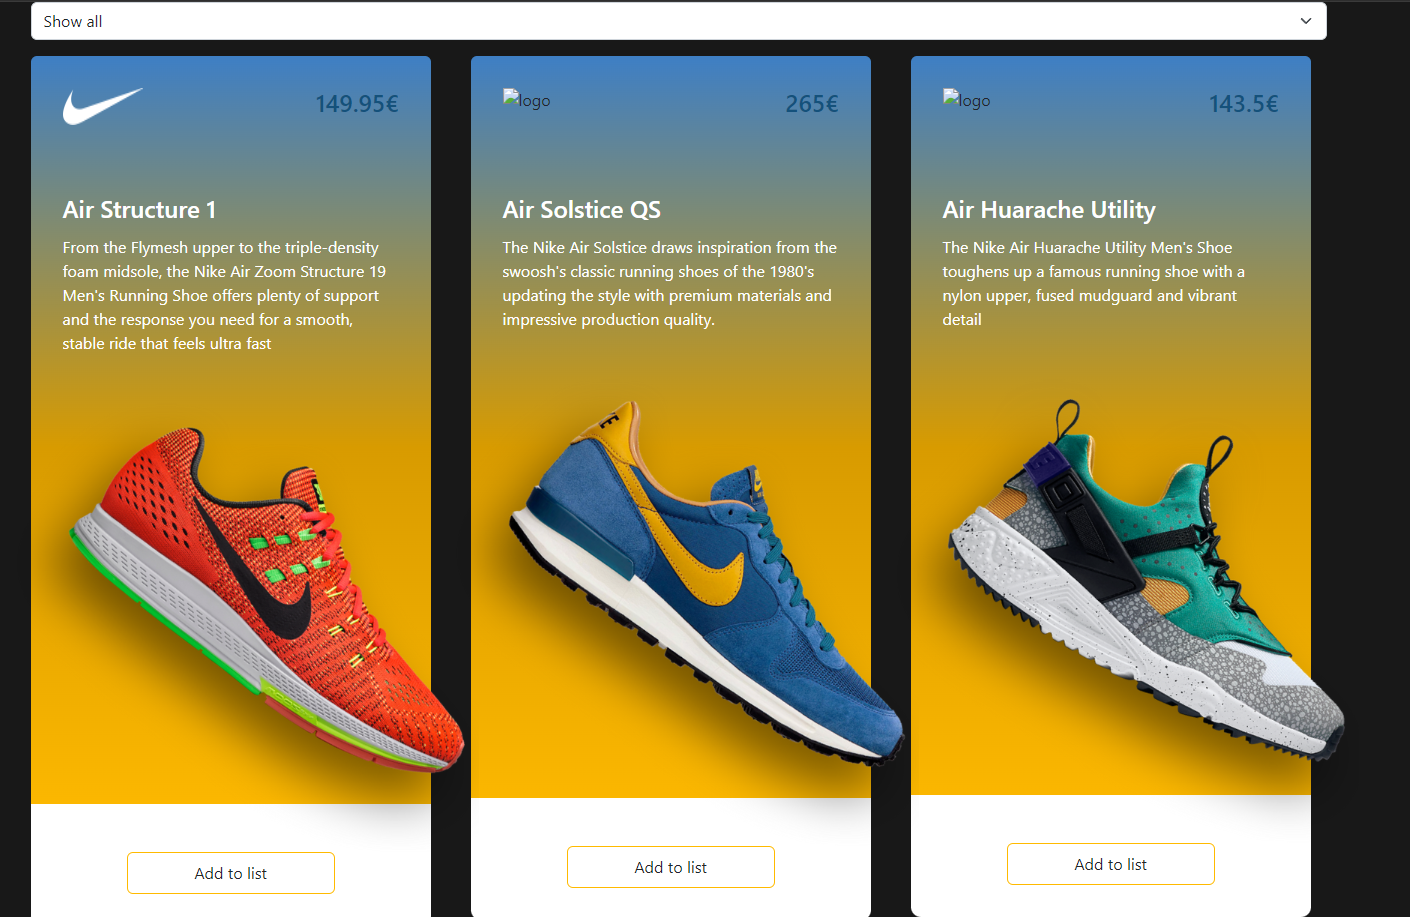 Show all
149.95€
Air Structure 1
From the Flymesh upper to the triple-density
foam midsole, the Nike Air Zoom Structure 19
Men's Running Shoe offers plenty of support
and the response you need for a smooth,
stable ride that feels ultra fast
Add to list
logo
265€
Air Solstice QS
The Nike Air Solstice draws inspiration from the
swoosh's classic running shoes of the 1980's
updating the style with premium materials and
impressive production quality.
Add to list
logo
143.5€
Air Huarache Utility
The Nike Air Huarache Utility Men's Shoe
toughens up a famous running shoe with a
nylon upper, fused mudguard and vibrant
detail
Add to list